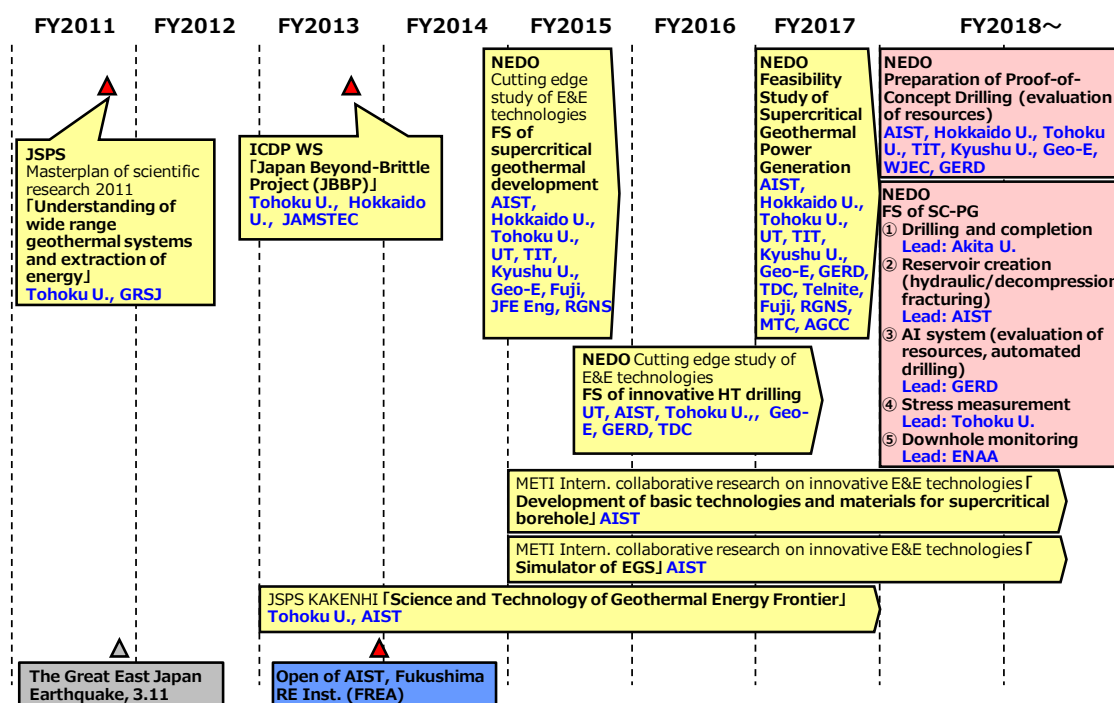 FY2011
FY2012
FY2013
FY2014
FY2015
FY2016
FY2017
FY2018～
JSPS
Masterplan of scientific
research 2011
「Understanding of
wide range
geothermal systems
and extraction of
energy」
Tohoku U., GRSJ
ICDP WS
「Japan Beyond-Brittle
Project (JBBP)」
Tohoku U., Hokkaido
U., JAMSTEC
NEDO
Cutting edge
study of E&E
technologies
FS of
supercritical
geothermal
development
AIST,
Hokkaido U.,
Tohoku U.,
UT, TIT,
Kyushu U.,
Geo-E, Fuji,
JFE Eng, RGNS
NEDO
Feasibility
Study of
Supercritical
Geothermal
Power
Generation
AIST,
Hokkaido U.,
Tohoku U.,
UT, TIT,
Kyushu U.,
Geo-E, GERD,
TDC, Telnite,
Fuji, RGNS,
MTC, AGCC
NEDO
Preparation of Proof-of-
Concept Drilling (evaluation
of resources)
AIST, Hokkaido U., Tohoku
U., TIT, Kyushu U., Geo-E,
WJEC, GERD
NEDO
FS of SC-PG
① Drilling and completion
Lead: Akita U.
② Reservoir creation
(hydraulic/decompression
fracturing)
Lead: AIST
③ AI system (evaluation of
resources, automated
drilling)
Lead: GERD
④ Stress measurement
Lead: Tohoku U.
⑤ Downhole monitoring
Lead: ENAA
NEDO Cutting edge study of
E&E technologies
FS of innovative HT drilling
UT, AIST, Tohoku U.,, Geo-
E, GERD, TDC
METI Intern. collaborative research on innovative E&E technologies「
Development of basic technologies and materials for supercritical
borehole」AIST
METI Intern. collaborative research on innovative E&E technologies「
Simulator of EGS」AIST
JSPS KAKENHI「Science and Technology of Geothermal Energy Frontier」
Tohoku U., AIST
The Great East Japan
Earthquake, 3.11
Open of AIST, Fukushima
RE Inst. (FREA)